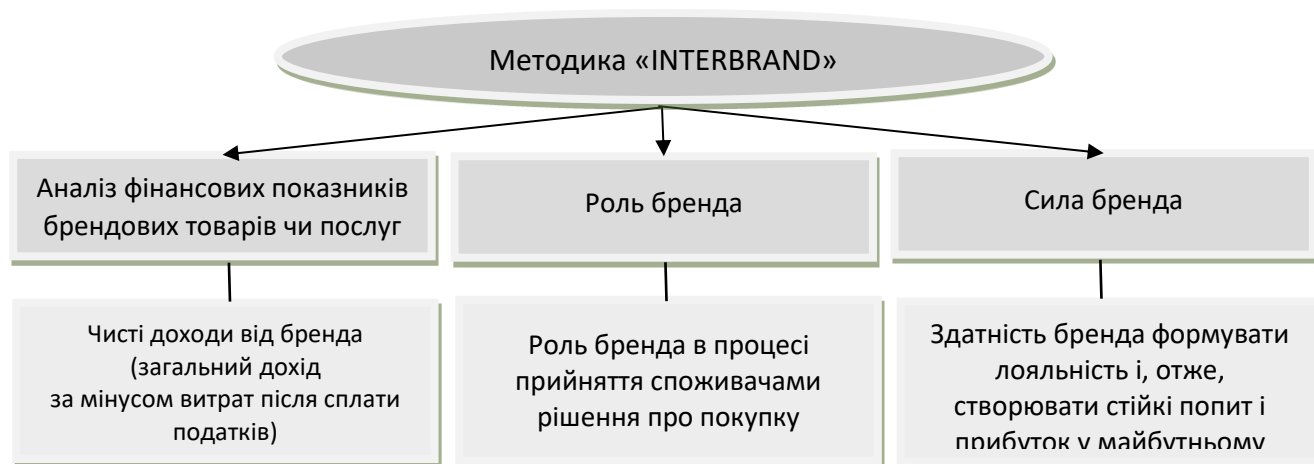 Методика «INTERBRAND»
Аналіз фінансових показників
брендових товарів чи послуг
Роль бренда
Сила бренда
Чисті доходи від бренда
(загальний дохід
за мінусом витрат після сплати
податків)
Роль бренда в процесі
прийняття споживачами
рішення про покупку
Здатність бренда формувати
лояльність і, отже,
створювати стійкі попит і
прибуток у майбутньому